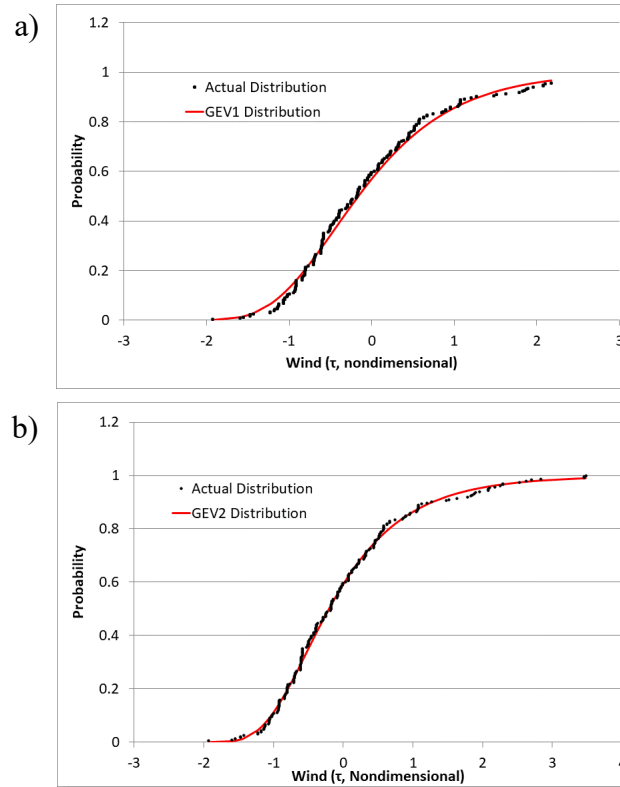 a)
1.2
1
0.8
0.6
0.4
0.2
0
Probability
Actual Distribution
GEV1 Distribution
-3 -2 -1 0 1 2 3
Wind (τ, nondimensional)
b)
1.2
1
0.8
0.6
0.4
0.2
0
Probability
Actual Distribution
GEV2 Distribution
-3 -2 -1 0 1 2 3 4
Wind (τ, Nondimensional)